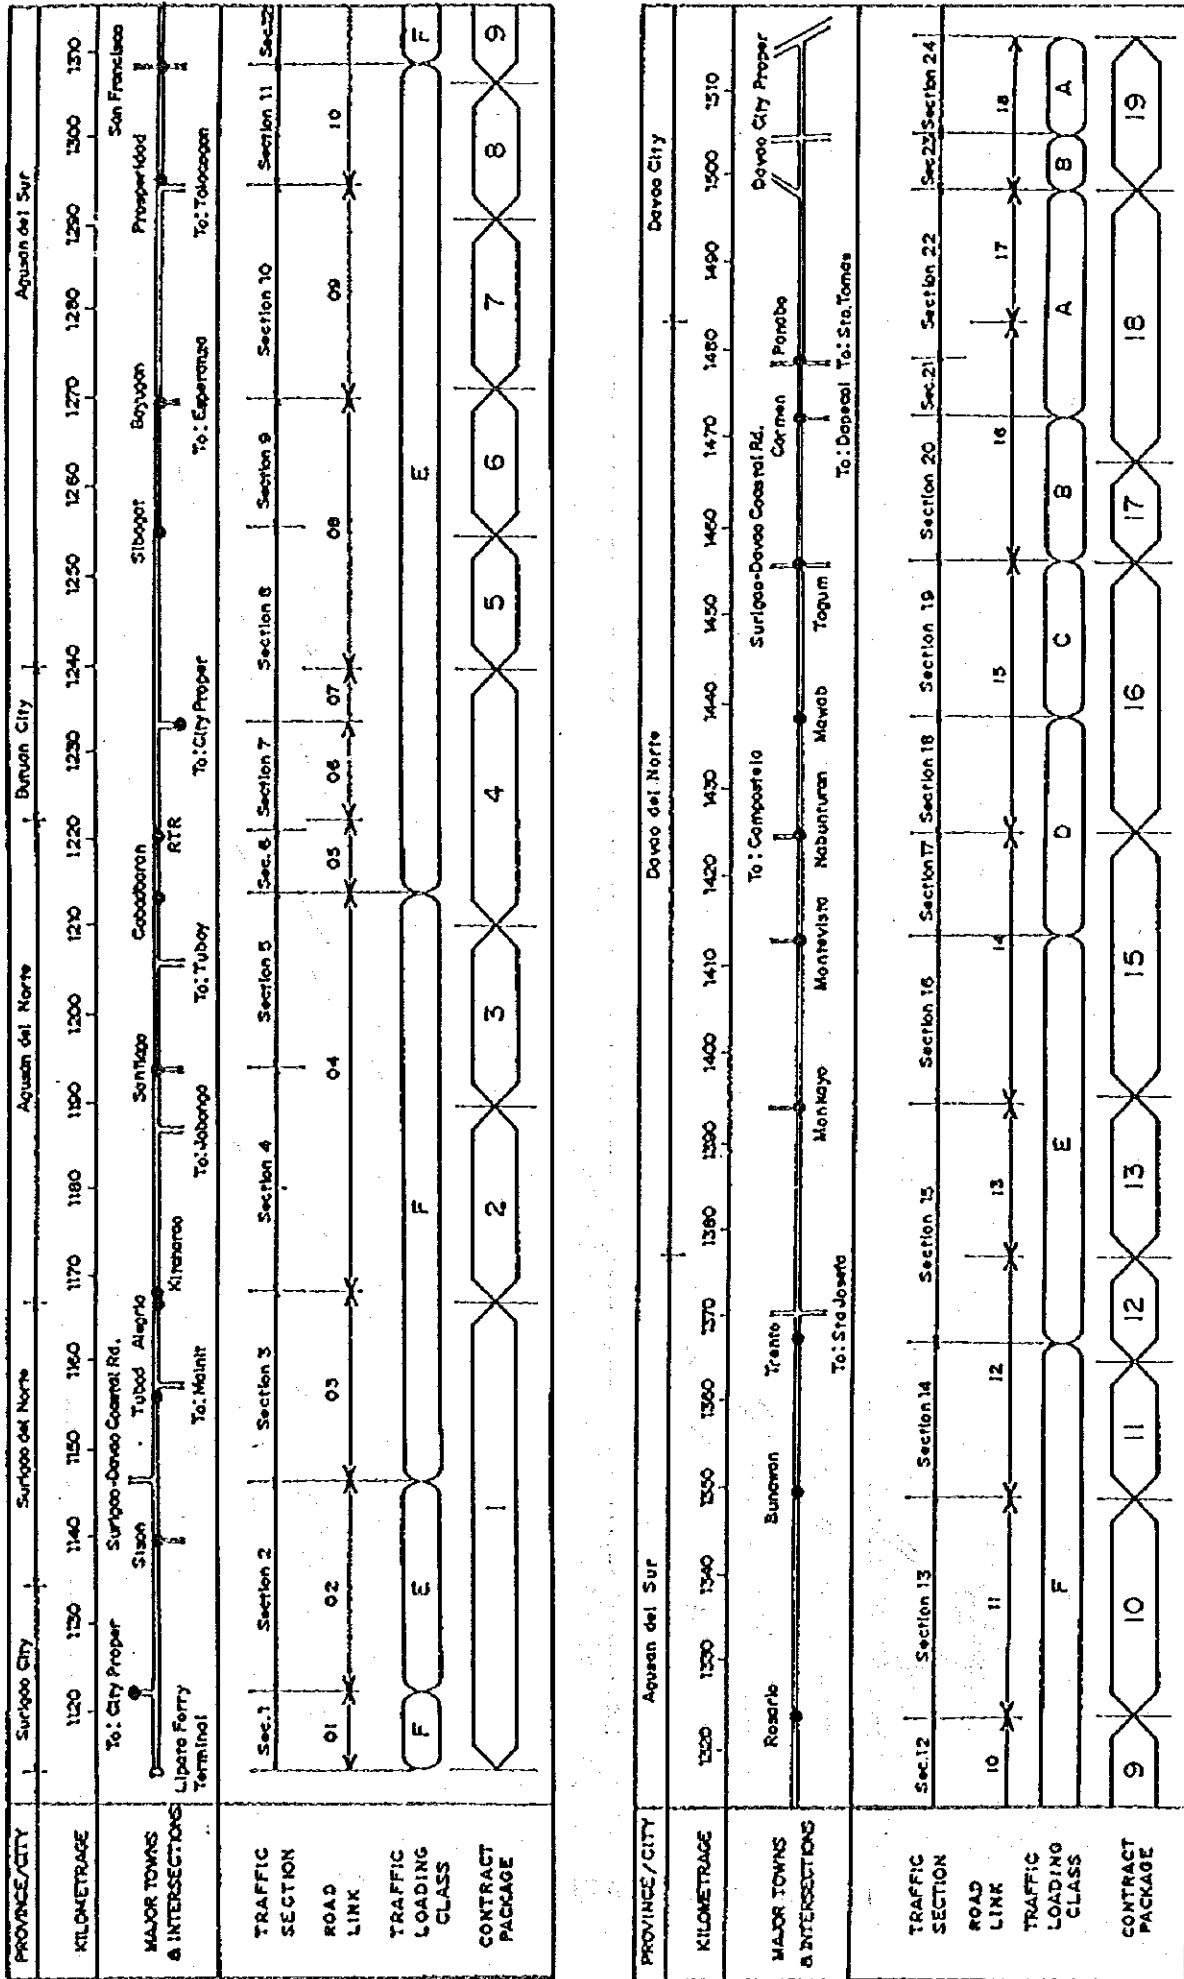 PROVINCE/CITY Surigao City Surigao del Norte Agusan del Norte Butuan City Agusan del Sur
KILOMETRAGE 1120 1130 1140 1150 1160 1170 1180 1190 1200 1210 1220 1230 1240 1250 1260 1270 1280 1290 1300 1310
To: City Proper Surigao-Davao Coastal Rd.
Sison Tubod Alegria Santiago Cabadbaran Sibagat Bayugan Prosperidad San Francisco
MAJOR TOWNS
& INTERSECTIONS
Lipata Ferry
Terminal
To: Mainit Kitcharao To: Jabonga To: Tubay RTR To: City Proper To: Esperanza To: Talacogon
TRAFFIC
SECTION
Sec.1 Section 2 Section 3 Section 4 Section 5 Sec. 6 Section 7 Section 8 Section 9 Section 10 Section 11 Sec.12
ROAD
LINK
01 02 03 04 05 06 07 08 09 10
TRAFFIC
LOADING
CLASS
F E F E F
CONTRACT
PACKAGE
1 2 3 4 5 6 7 8 9
PROVINCE/CITY Agusan del Sur Davao del Norte Davao City
KILOMETRAGE 1320 1330 1340 1350 1360 1370 1380 1390 1400 1410 1420 1430 1440 1450 1460 1470 1480 1490 1500 1510
To: Compostela Surigao-Davao Coastal Rd.
Rosario Bunawan Trento Carmen Panabo Davao City Proper
MAJOR TOWNS
& INTERSECTIONS
Monkayo Montevista Nabunturan Mawab Tagum
To: Sta Josefa To: Dapecol To: Sto. Tomas
TRAFFIC
SECTION
Sec.12 Section 13 Section 14 Section 15 Section 16 Section 17 Section 18 Section 19 Section 20 Sec.21 Section 22 Sec.23 Section 24
ROAD
LINK
10 11 12 13 14 15 16 17 18
TRAFFIC
LOADING
CLASS
F E D C B A B A
CONTRACT
PACKAGE
9 10 11 12 13 15 16 17 18 19